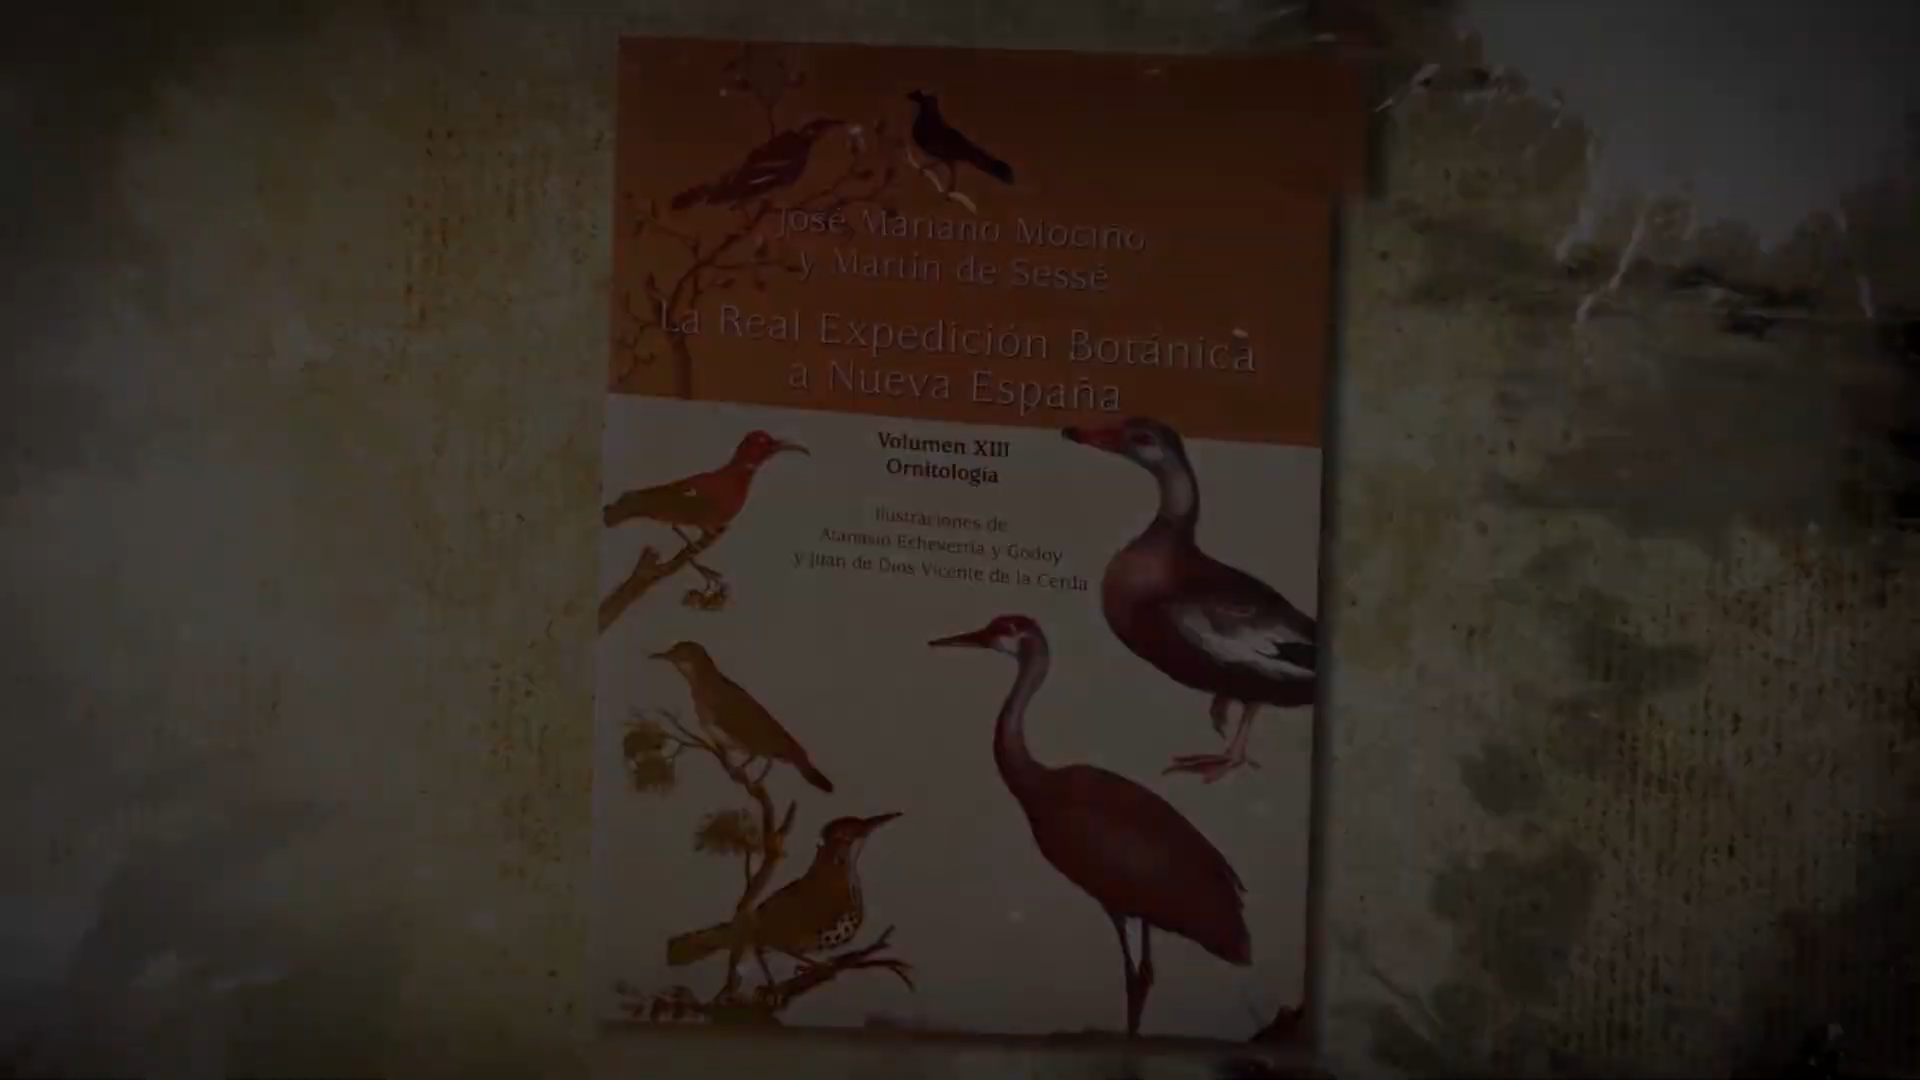 José Mariano Mociño
y Martín de Sessé
La Real Expedición Botánica
a Nueva España
Volumen XIII
Ornitología
Ilustraciones de
Atanasio Echeverría y Godoy
y Juan de Dios Vicente de la Cerda